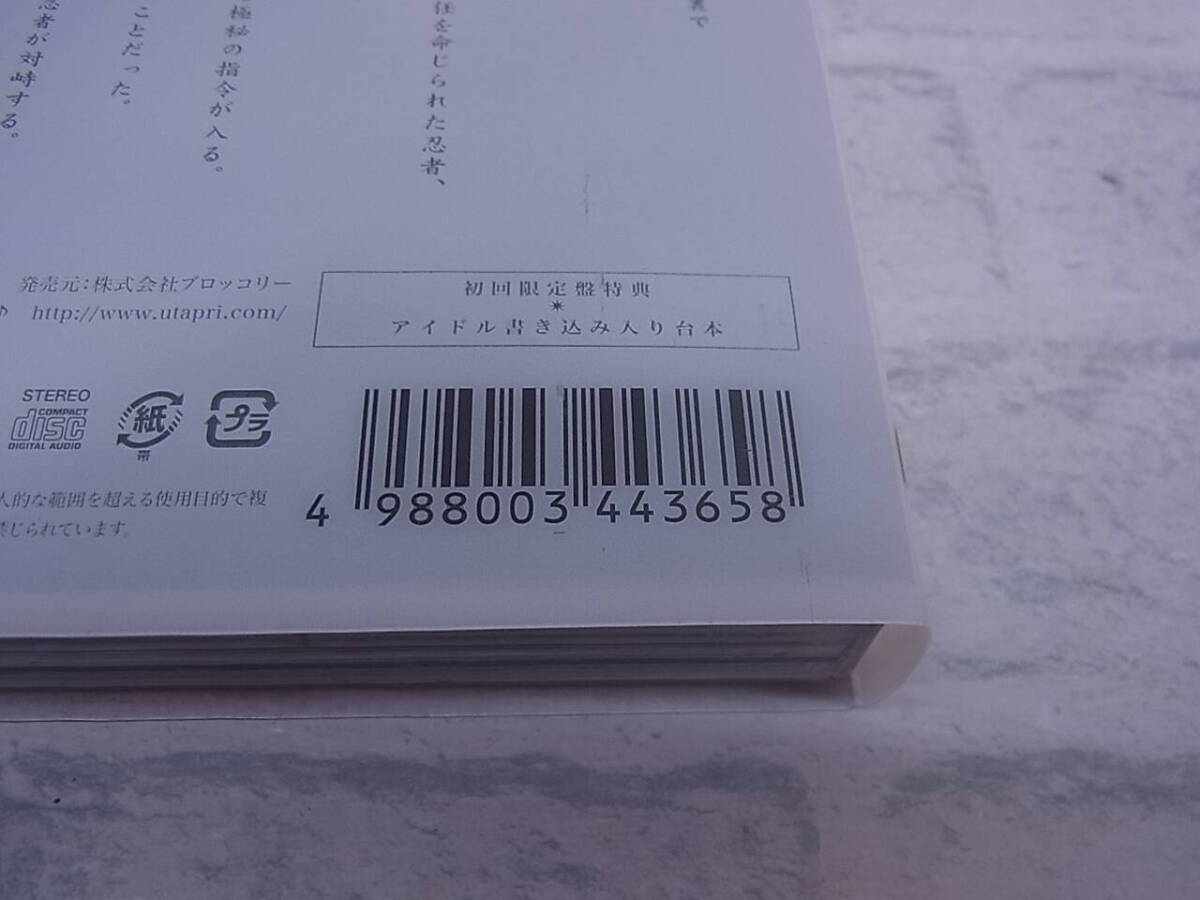 で
任を命じられた忍者、
極秘の指令が入る。
ことだった。
忍者が対峙する。
発売元：株式会社ブロッコリー
http://www.utapri.com/
初回限定盤特典
アイドル書き込み入り台本
STEREO
COMPACT
disc
DIGITAL AUDIO
紙
帯
プラ
人的な範囲を超える使用目的で複
禁じられています。
4 988003 443658